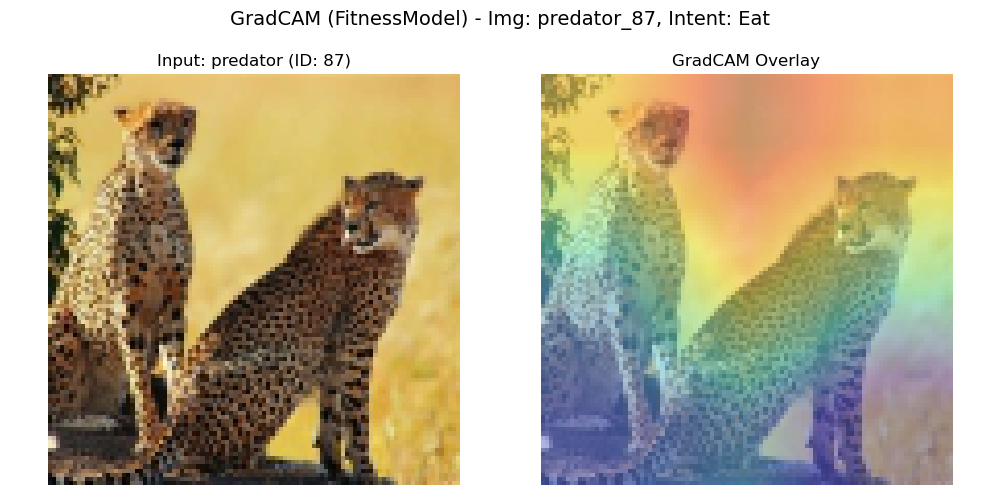 GradCAM (FitnessModel) - Img: predator_87, Intent: Eat
Input: predator (ID: 87)
GradCAM Overlay